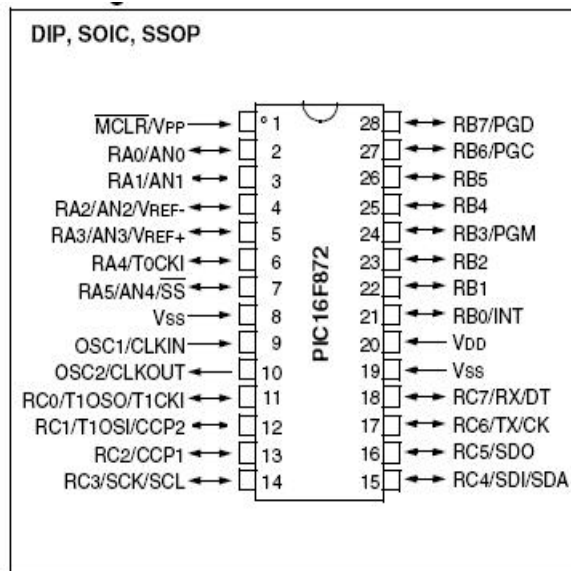 DIP, SOIC, SSOP
MCLR/VPP 1 28 RB7/PGD
RA0/AN0 2 27 RB6/PGC
RA1/AN1 3 26 RB5
RA2/AN2/VREF- 4 25 RB4
RA3/AN3/VREF+ 5 24 RB3/PGM
RA4/T0CKI 6 23 RB2
RA5/AN4/SS 7 22 RB1
VSS 8 21 RB0/INT
OSC1/CLKIN 9 20 VDD
OSC2/CLKOUT 10 19 VSS
RC0/T1OSO/T1CKI 11 18 RC7/RX/DT
RC1/T1OSI/CCP2 12 17 RC6/TX/CK
RC2/CCP1 13 16 RC5/SDO
RC3/SCK/SCL 14 15 RC4/SDI/SDA
PIC16F872